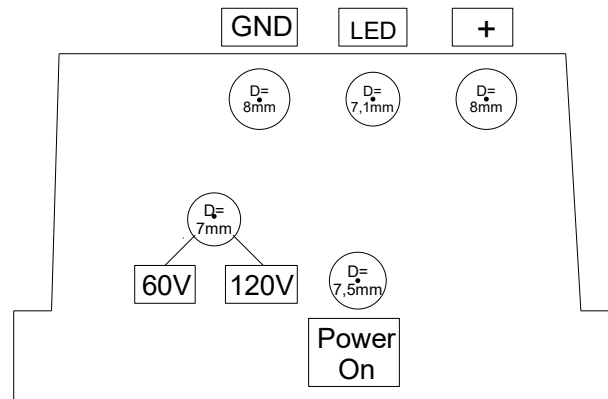 GND LED +
D= D= D=
8mm 7,1mm 8mm
D=
7mm
60V 120V
D=
7,5mm
Power
On